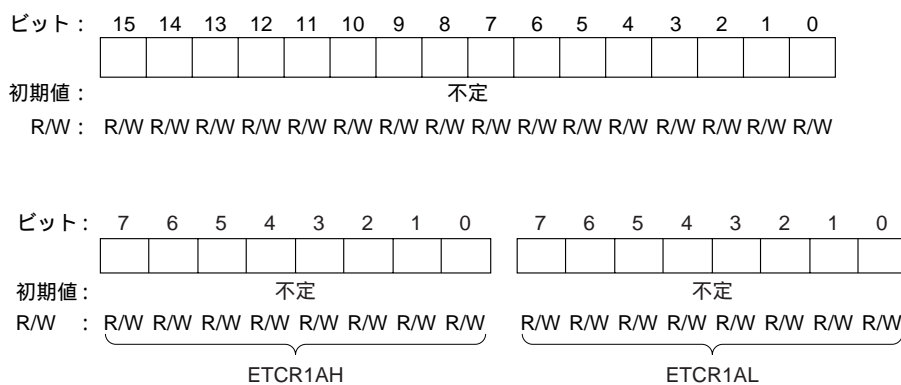 ビット： 15 14 13 12 11 10 9 8 7 6 5 4 3 2 1 0
初期値： 不定
R/W： R/W R/W R/W R/W R/W R/W R/W R/W R/W R/W R/W R/W R/W R/W R/W R/W
ビット： 7 6 5 4 3 2 1 0 7 6 5 4 3 2 1 0
初期値： 不定 不定
R/W ： R/W R/W R/W R/W R/W R/W R/W R/W R/W R/W R/W R/W R/W R/W R/W R/W
ETCR1AH ETCR1AL